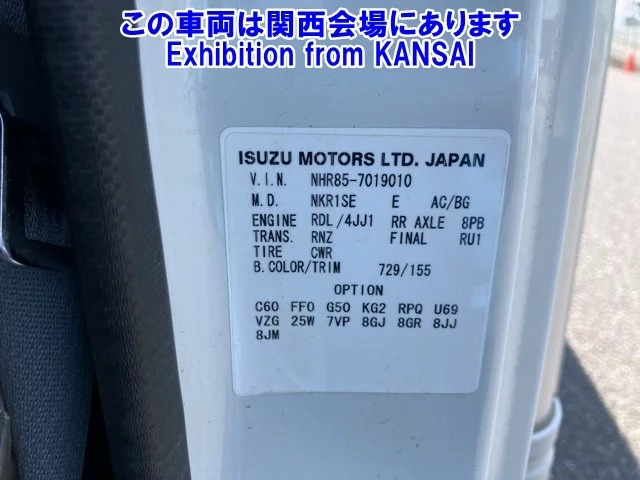 この車両は関西会場にあります
Exhibition from KANSAI
ISUZU MOTORS LTD. JAPAN
V.I.N. NHR85-7019010
M.D. NKR1SE E AC/BG
ENGINE RDL/4JJ1 RR AXLE 8PB
TRANS. RNZ FINAL RU1
TIRE CWR
B.COLOR/TRIM 729/155
OPTION
C60 FF0 G50 KG2 RPQ U69
VZG 25W 7VP 8GJ 8GR 8JJ
8JM